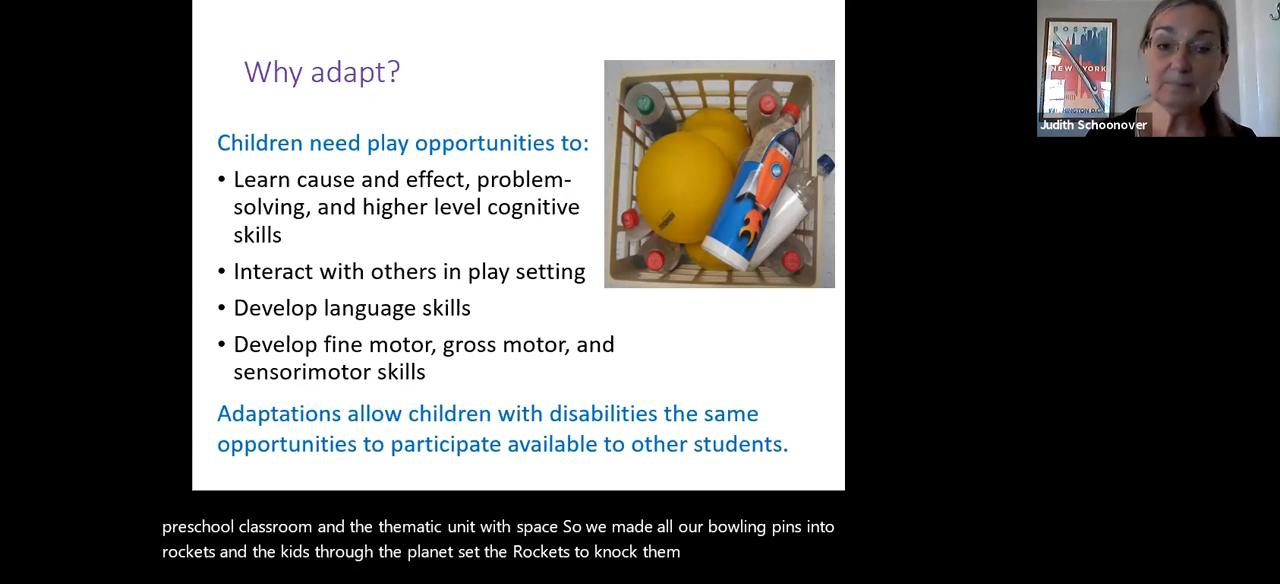 Why adapt?
Children need play opportunities to:
• Learn cause and effect, problem-
solving, and higher level cognitive
skills
• Interact with others in play setting
• Develop language skills
• Develop fine motor, gross motor, and
sensorimotor skills
Adaptations allow children with disabilities the same
opportunities to participate available to other students.
BOSTON
NEW YORK
WASHINGTON D.C.
Judith Schoonover
preschool classroom and the thematic unit with space So we made all our bowling pins into
rockets and the kids through the planet set the Rockets to knock them